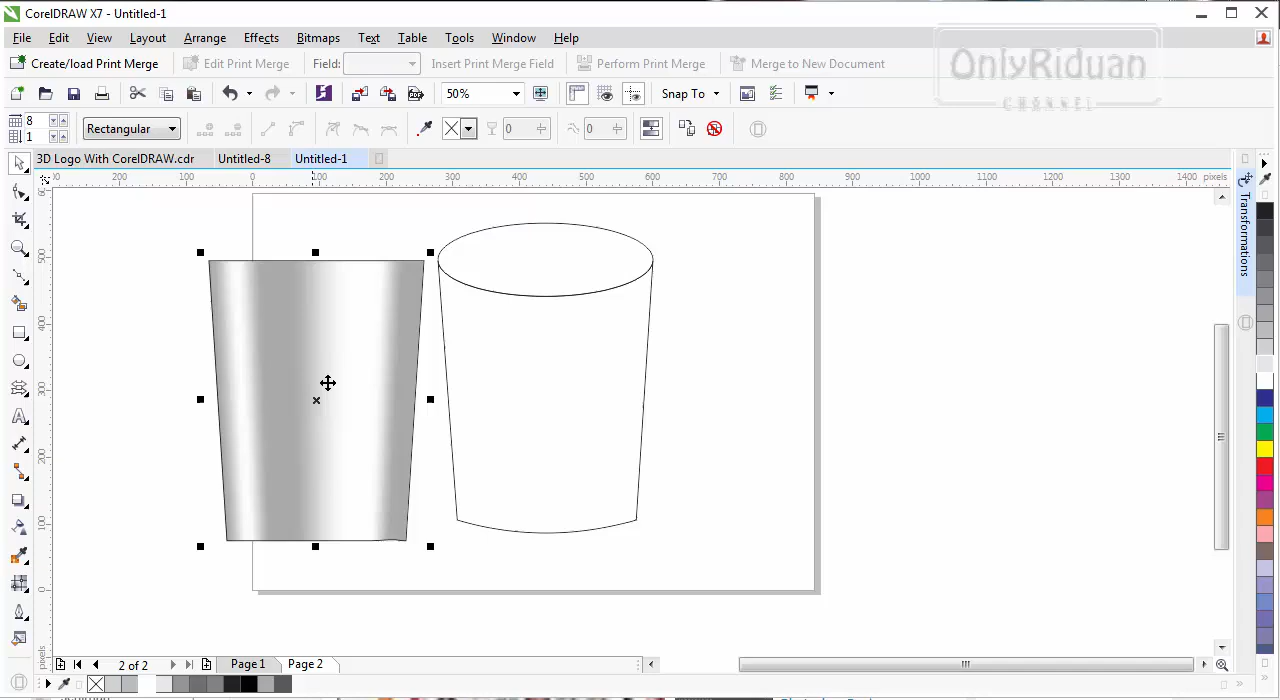 CorelDRAW X7 - Untitled-1
File Edit View Layout Arrange Effects Bitmaps Text Table Tools Window Help
Create/load Print Merge Edit Print Merge Field: Insert Print Merge Field Perform Print Merge Merge to New Document
OnlyRiduan
CHANNEL
50% Snap To
8
1
Rectangular 0 0
3D Logo With CorelDRAW.cdr Untitled-8 Untitled-1
200 100 0 100 200 300 400 500 600 700 800 900 1000 1100 1200 1300 1400 pixels
500
400
300
200
100
0
pixels
Transformations
2 of 2 Page 1 Page 2